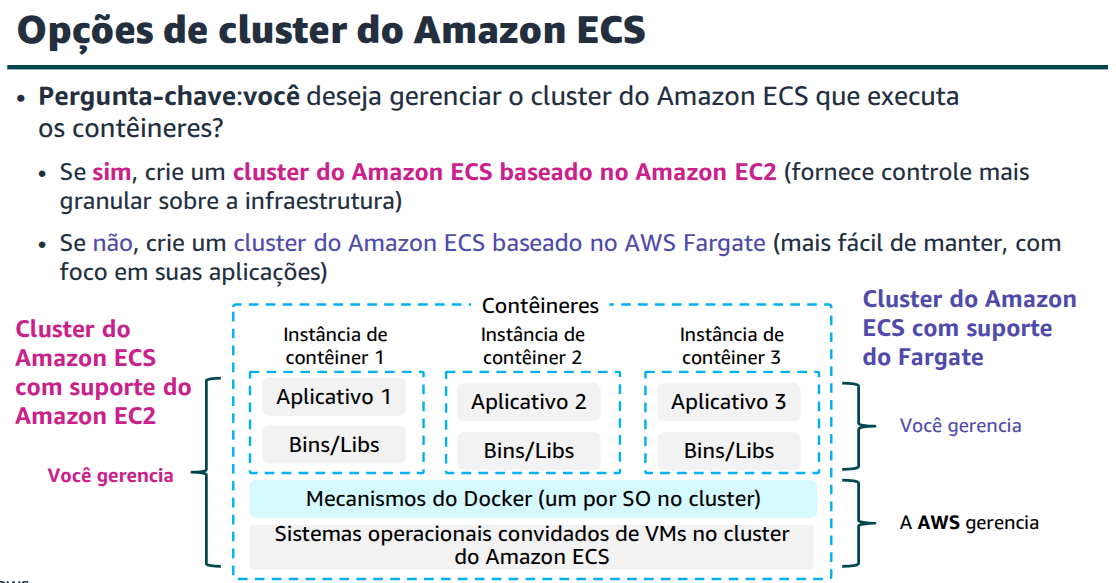 Opções de cluster do Amazon ECS
• Pergunta-chave:você deseja gerenciar o cluster do Amazon ECS que executa
os contêineres?
• Se sim, crie um cluster do Amazon ECS baseado no Amazon EC2 (fornece controle mais
granular sobre a infraestrutura)
• Se não, crie um cluster do Amazon ECS baseado no AWS Fargate (mais fácil de manter, com
foco em suas aplicações)
Cluster do
Amazon ECS
com suporte do
Amazon EC2
Você gerencia
Contêineres
Instância de
contêiner 1
Aplicativo 1
Bins/Libs
Instância de
contêiner 2
Aplicativo 2
Bins/Libs
Instância de
contêiner 3
Aplicativo 3
Bins/Libs
Mecanismos do Docker (um por SO no cluster)
Sistemas operacionais convidados de VMs no cluster
do Amazon ECS
Cluster do Amazon
ECS com suporte
do Fargate
Você gerencia
A AWS gerencia